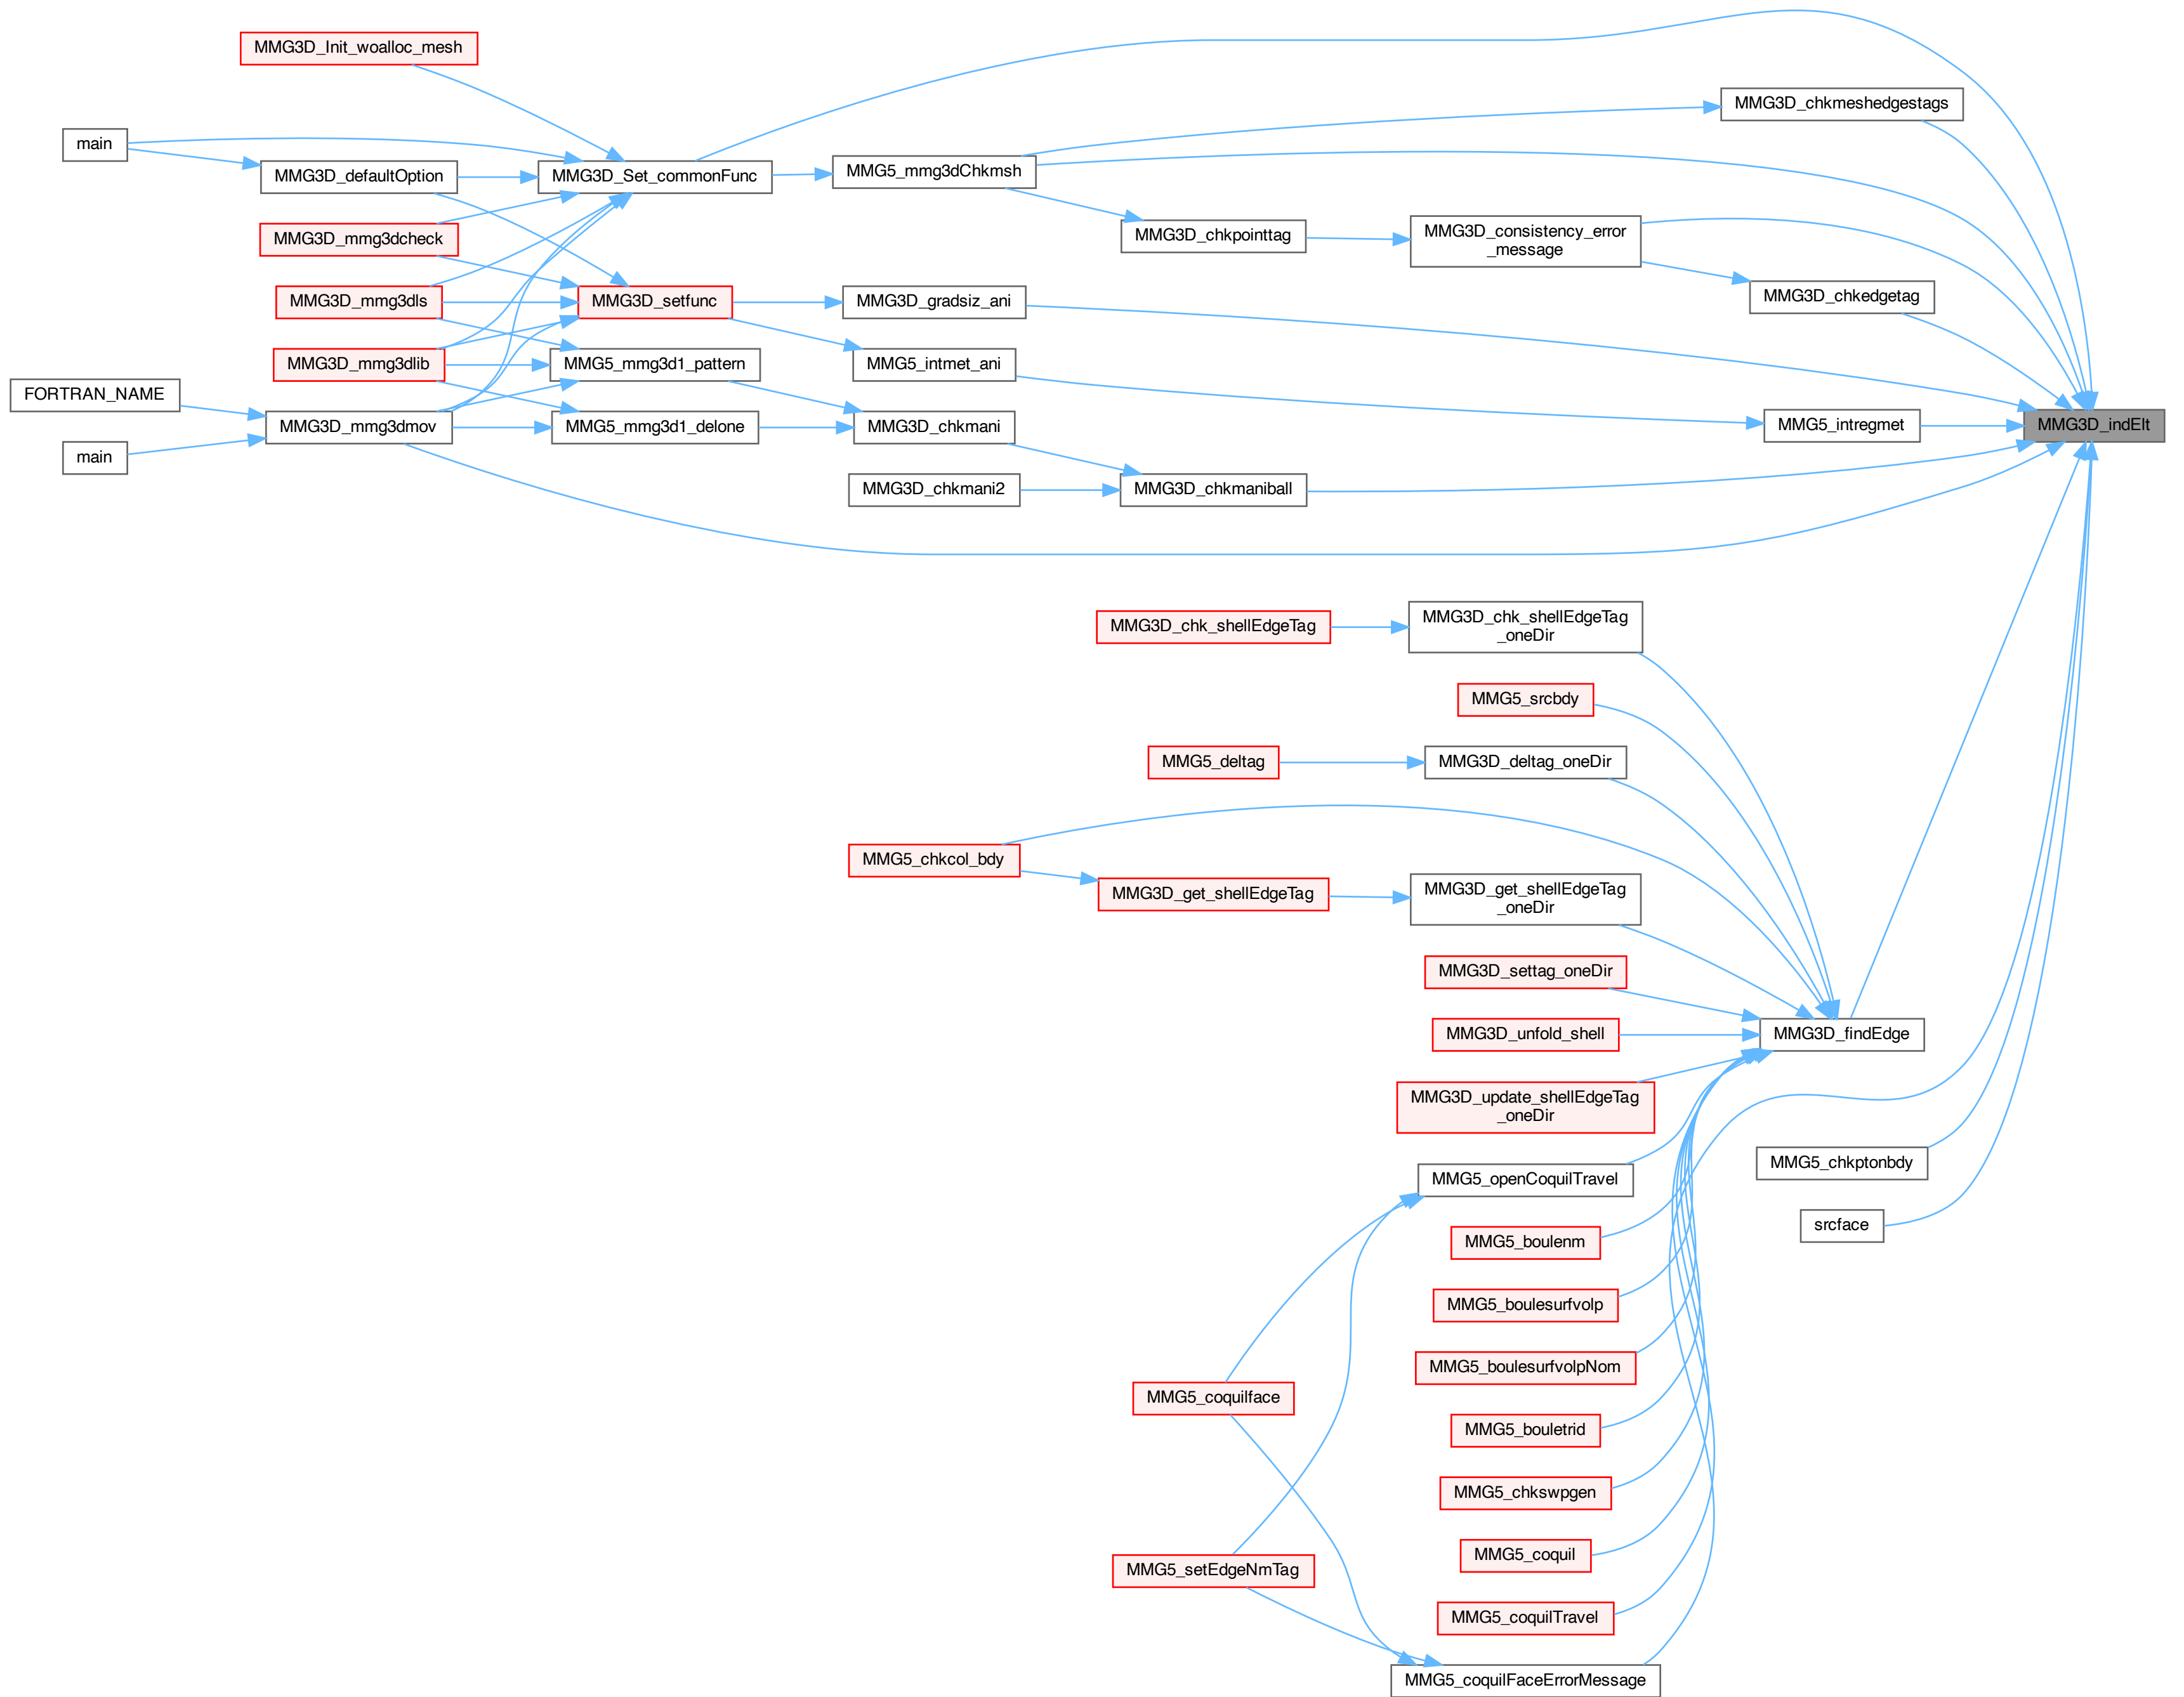 MMG3D_Init_woalloc_mesh
MMG3D_chkmeshedgestags
main
MMG3D_defaultOption
MMG3D_Set_commonFunc
MMG5_mmg3dChkmsh
MMG3D_mmg3dcheck
MMG3D_chkpointtag
MMG3D_consistency_error
_message
MMG3D_mmg3dls
MMG3D_setfunc
MMG3D_gradsiz_ani
MMG3D_chkedgetag
MMG3D_mmg3dlib
MMG5_mmg3d1_pattern
MMG5_intmet_ani
FORTRAN_NAME
MMG3D_mmg3dmov
MMG5_mmg3d1_delone
MMG3D_chkmani
MMG5_intregmet
MMG3D_indElt
main
MMG3D_chkmani2
MMG3D_chkmaniball
MMG3D_chk_shellEdgeTag
MMG3D_chk_shellEdgeTag
_oneDir
MMG5_srcbdy
MMG5_deltag
MMG3D_deltag_oneDir
MMG5_chkcol_bdy
MMG3D_get_shellEdgeTag
MMG3D_get_shellEdgeTag
_oneDir
MMG3D_settag_oneDir
MMG3D_unfold_shell
MMG3D_findEdge
MMG3D_update_shellEdgeTag
_oneDir
MMG5_chkptonbdy
MMG5_openCoquilTravel
srcface
MMG5_boulenm
MMG5_boulesurfvolp
MMG5_boulesurfvolpNom
MMG5_coquilface
MMG5_bouletrid
MMG5_chkswpgen
MMG5_coquil
MMG5_setEdgeNmTag
MMG5_coquilTravel
MMG5_coquilFaceErrorMessage